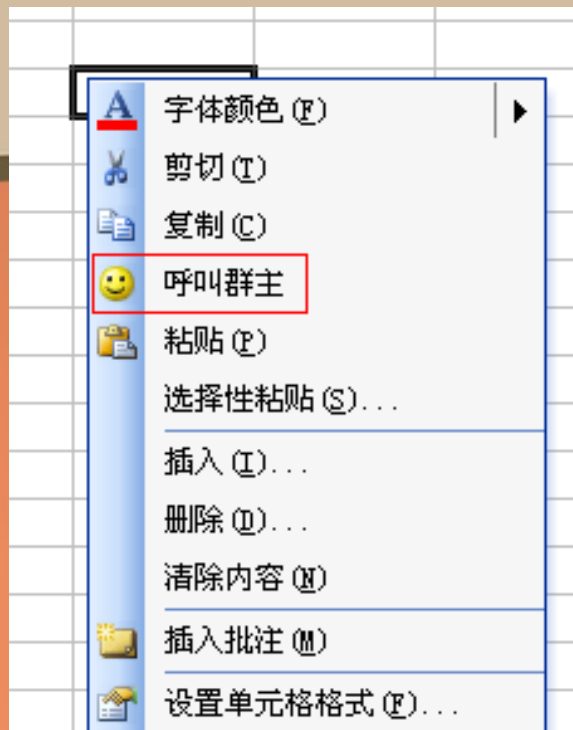 字体颜色(F)
剪切(T)
复制(C)
呼叫群主
粘贴(P)
选择性粘贴(S)...
插入(I)...
删除(D)...
清除内容(N)
插入批注(M)
设置单元格格式(F)...